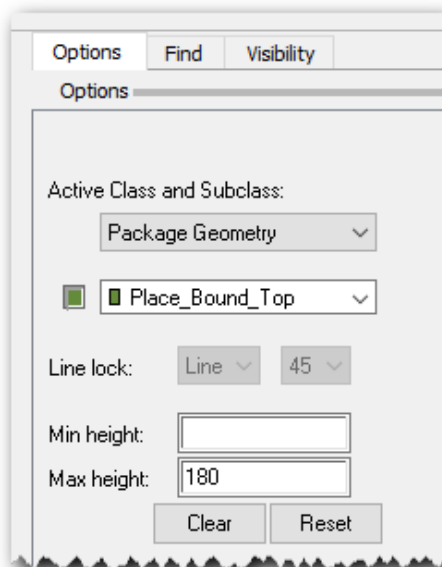 Options Find Visibility
Options
Active Class and Subclass:
Package Geometry
Place_Bound_Top
Line lock: Line 45
Min height:
Max height: 180
Clear Reset